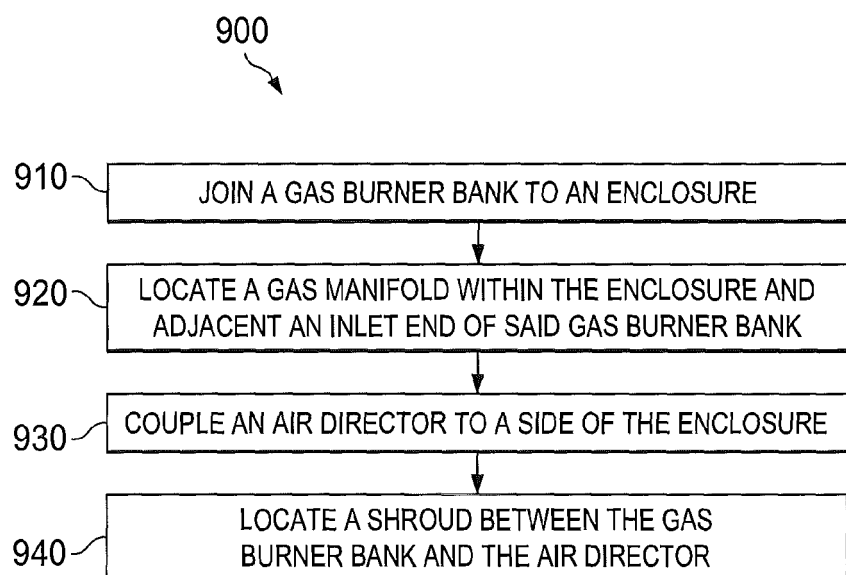 900
910
JOIN A GAS BURNER BANK TO AN ENCLOSURE
920
LOCATE A GAS MANIFOLD WITHIN THE ENCLOSURE AND
ADJACENT AN INLET END OF SAID GAS BURNER BANK
930
COUPLE AN AIR DIRECTOR TO A SIDE OF THE ENCLOSURE
940
LOCATE A SHROUD BETWEEN THE GAS
BURNER BANK AND THE AIR DIRECTOR